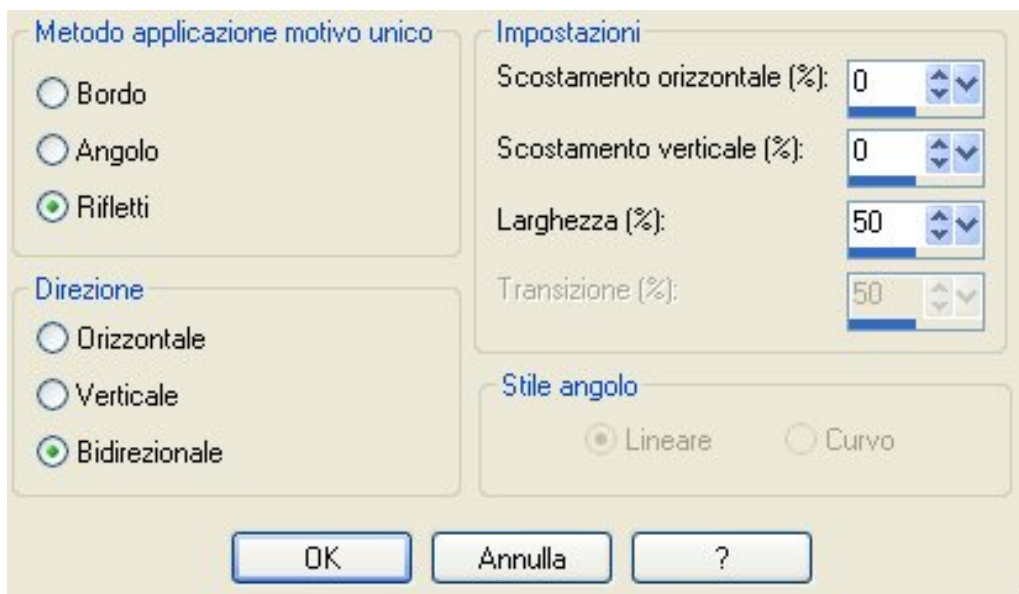 Metodo applicazione motivo unico
Bordo
Angolo
Rifletti
Direzione
Orizzontale
Verticale
Bidirezionale
Impostazioni
Scostamento orizzontale (%): 0
Scostamento verticale (%): 0
Larghezza (%): 50
Transizione (%): 50
Stile angolo
Lineare Curvo
OK Annulla ?